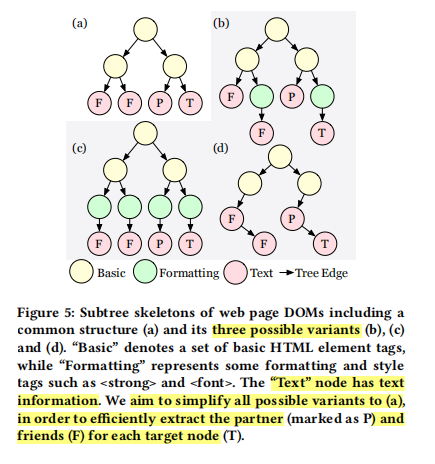 (a)
(b)
F F P T
F P
F T
(c)
(d)
F P
F F P T
F T
Basic Formatting Text Tree Edge
Figure 5: Subtree skeletons of web page DOMs including a
common structure (a) and its three possible variants (b), (c)
and (d). “Basic” denotes a set of basic HTML element tags,
while “Formatting” represents some formatting and style
tags such as <strong> and <font>. The “Text” node has text
information. We aim to simplify all possible variants to (a),
in order to efficiently extract the partner (marked as P) and
friends (F) for each target node (T).